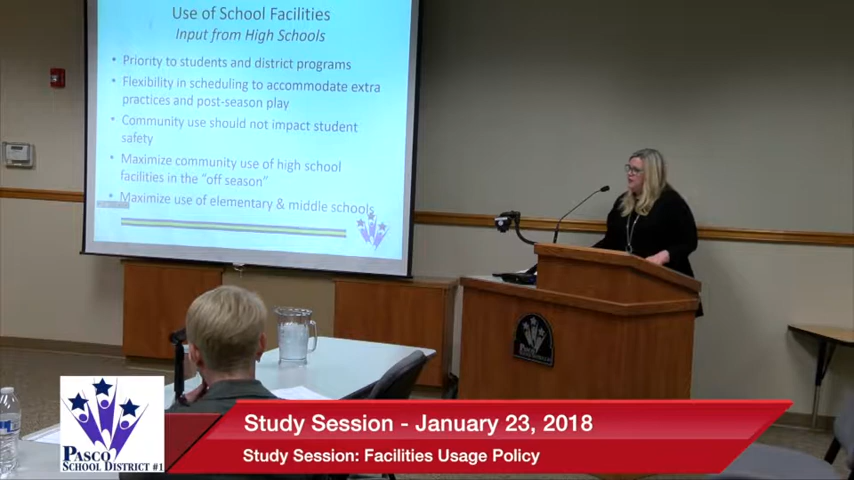 Use of School Facilities
Input from High Schools
• Priority to students and district programs
• Flexibility in scheduling to accommodate extra
practices and post-season play
• Community use should not impact student
safety
• Maximize community use of high school
facilities in the "off season"
• Maximize use of elementary & middle schools
PASCO
Study Session - January 23, 2018
Study Session: Facilities Usage Policy
PASCO
SCHOOL DISTRICT #1